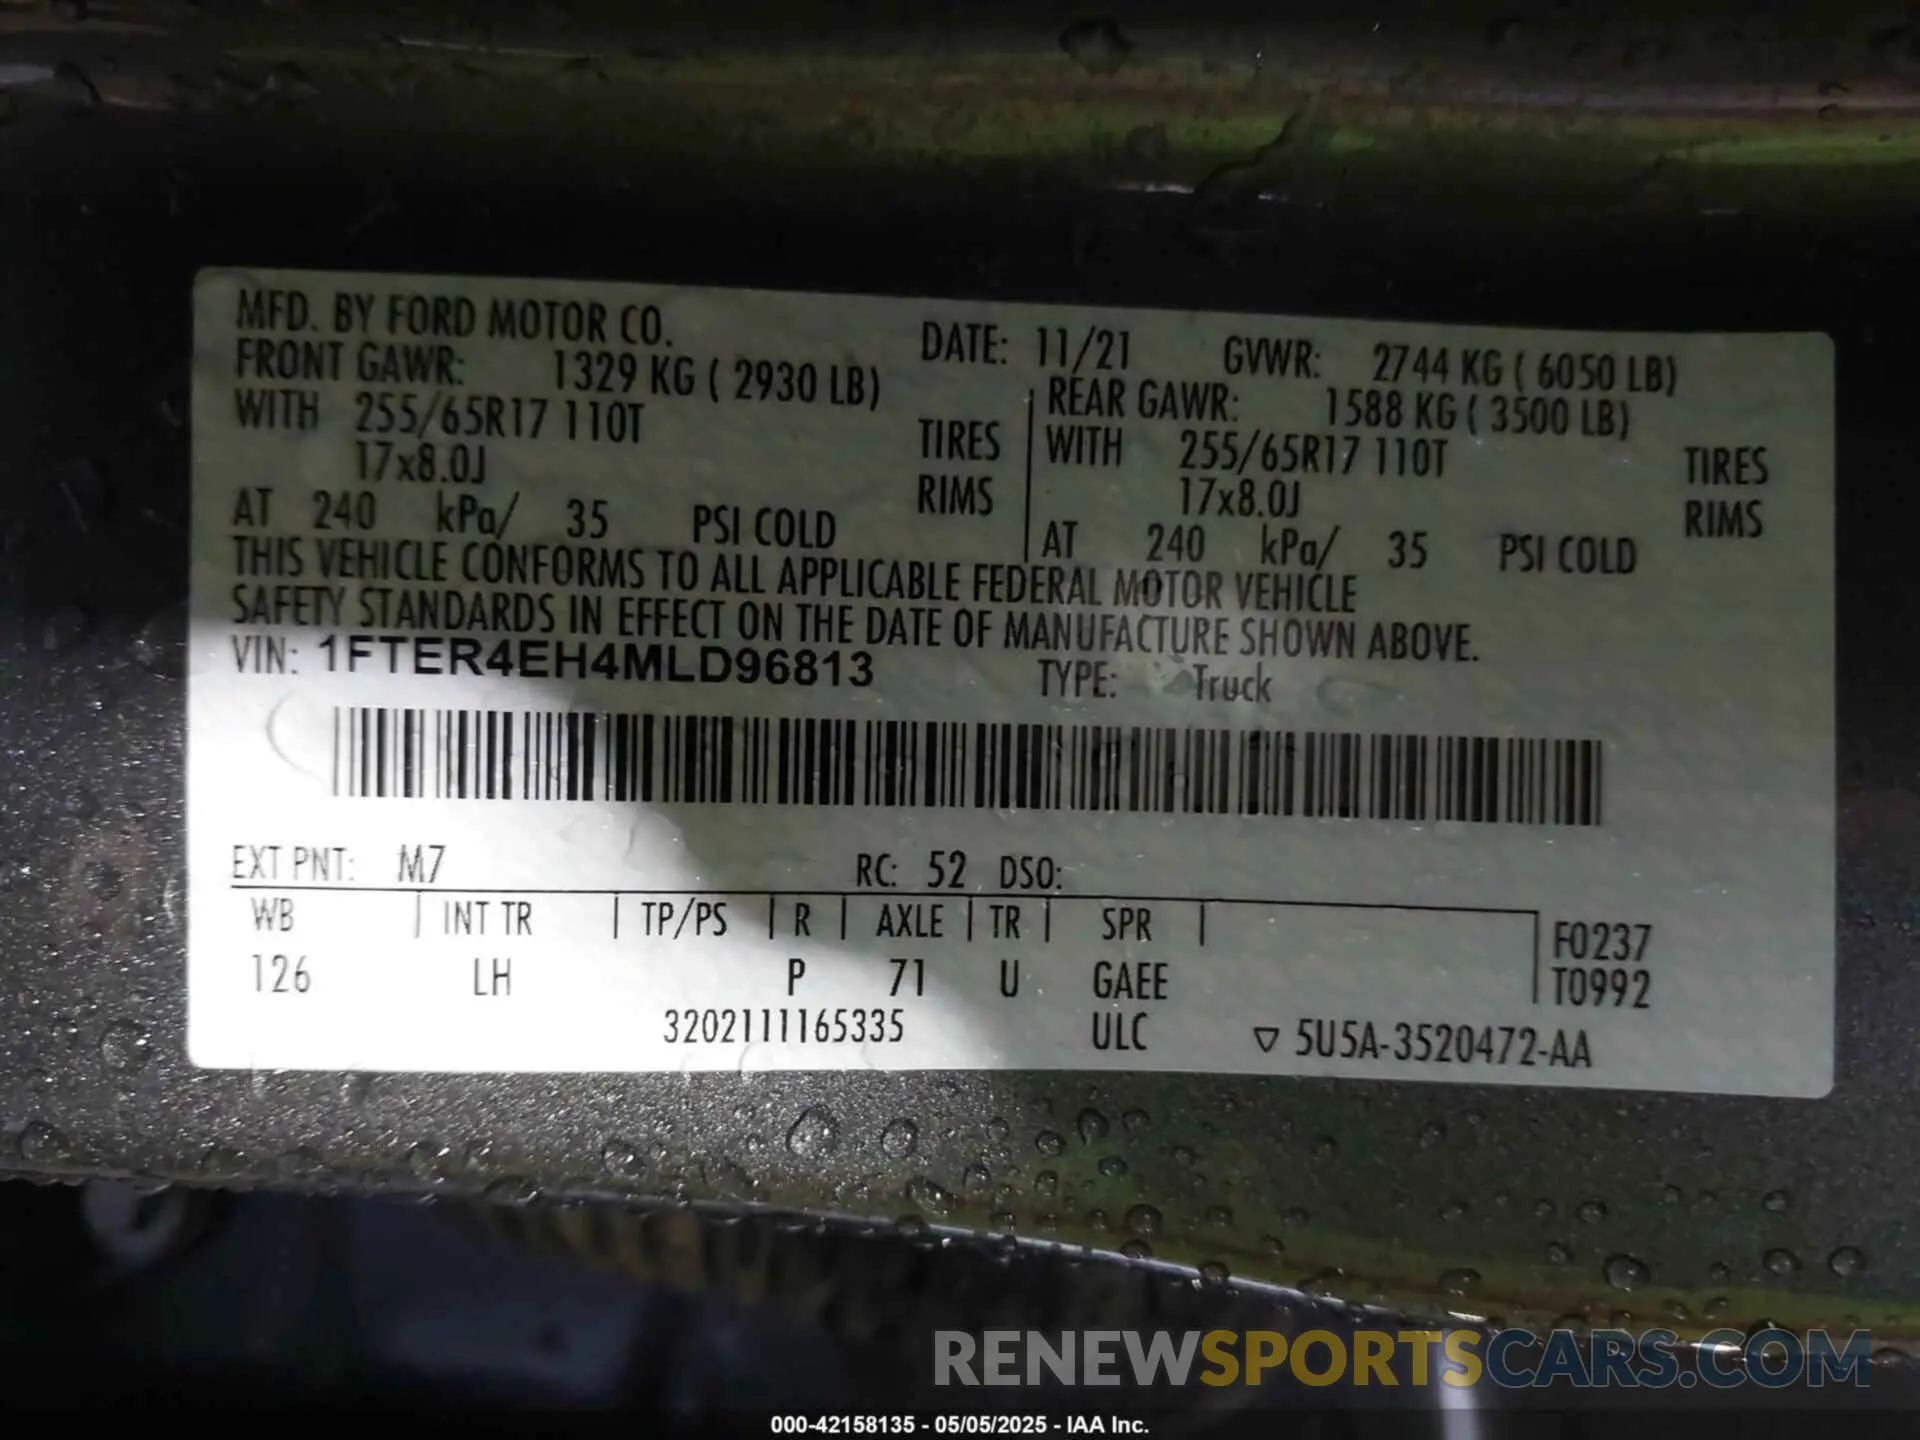 MFD. BY FORD MOTOR CO. DATE: 11/21 GVWR: 2744 KG ( 6050 LB)
FRONT GAWR: 1329 KG ( 2930 LB) REAR GAWR: 1588 KG ( 3500 LB)
WITH 255/65R17 110T TIRES WITH 255/65R17 110T TIRES
17x8.0J RIMS 17x8.0J RIMS
AT 240 kPa/ 35 PSI COLD AT 240 kPa/ 35 PSI COLD
THIS VEHICLE CONFORMS TO ALL APPLICABLE FEDERAL MOTOR VEHICLE
SAFETY STANDARDS IN EFFECT ON THE DATE OF MANUFACTURE SHOWN ABOVE.
VIN: 1FTER4EH4MLD96813 TYPE: Truck
EXT PNT: M7 RC: 52 DSO:
WB | INT TR | TP/PS | R | AXLE | TR | SPR | F0237
126 LH P 71 U GAEE T0992
3202111165335 ULC ▽ 5U5A-3520472-AA
RENEWSPORTSCARS.COM
000-42158135 - 05/05/2025 - IAA Inc.